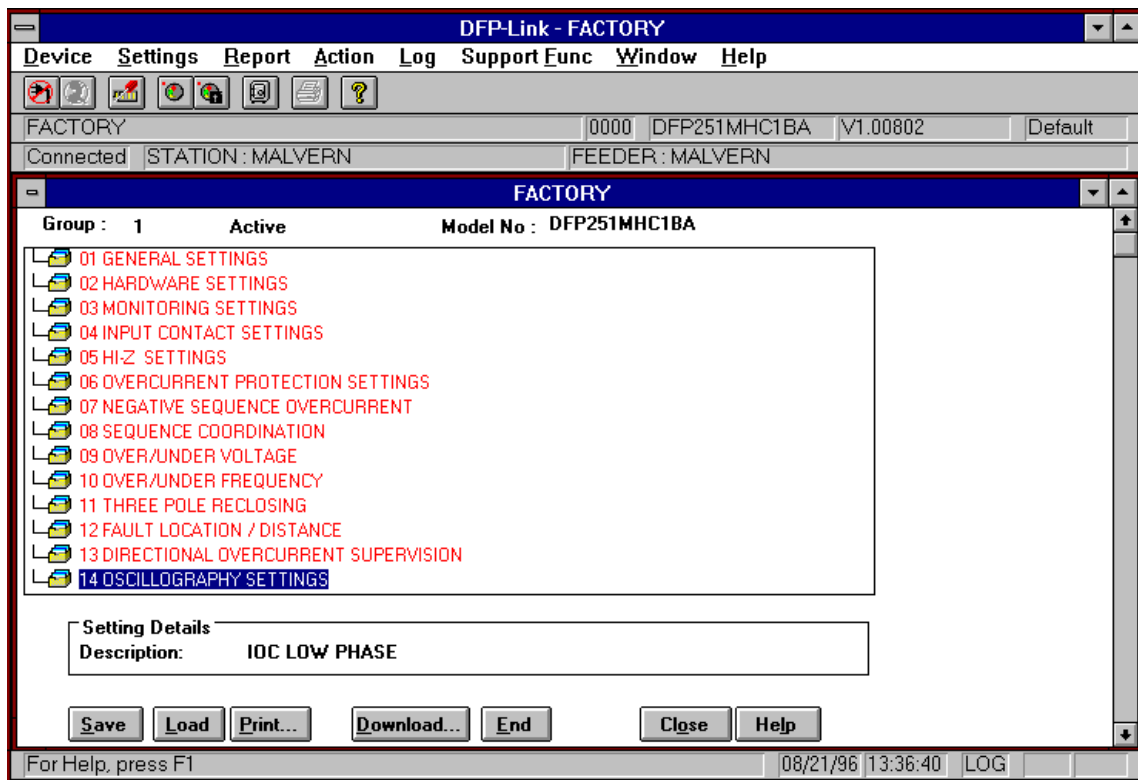 DFP-Link - FACTORY
Device Settings Report Action Log Support Func Window Help
FACTORY 0000 DFP251MHC1BA V1.00802 Default
Connected STATION : MALVERN FEEDER : MALVERN
FACTORY
Group : 1 Active Model No : DFP251MHC1BA
01 GENERAL SETTINGS
02 HARDWARE SETTINGS
03 MONITORING SETTINGS
04 INPUT CONTACT SETTINGS
05 HI-Z SETTINGS
06 OVERCURRENT PROTECTION SETTINGS
07 NEGATIVE SEQUENCE OVERCURRENT
08 SEQUENCE COORDINATION
09 OVER/UNDER VOLTAGE
10 OVER/UNDER FREQUENCY
11 THREE POLE RECLOSING
12 FAULT LOCATION / DISTANCE
13 DIRECTIONAL OVERCURRENT SUPERVISION
14 OSCILLOGRAPHY SETTINGS
Setting Details
Description: IOC LOW PHASE
Save Load Print... Download... End Close Help
For Help, press F1 08/21/96 13:36:40 LOG